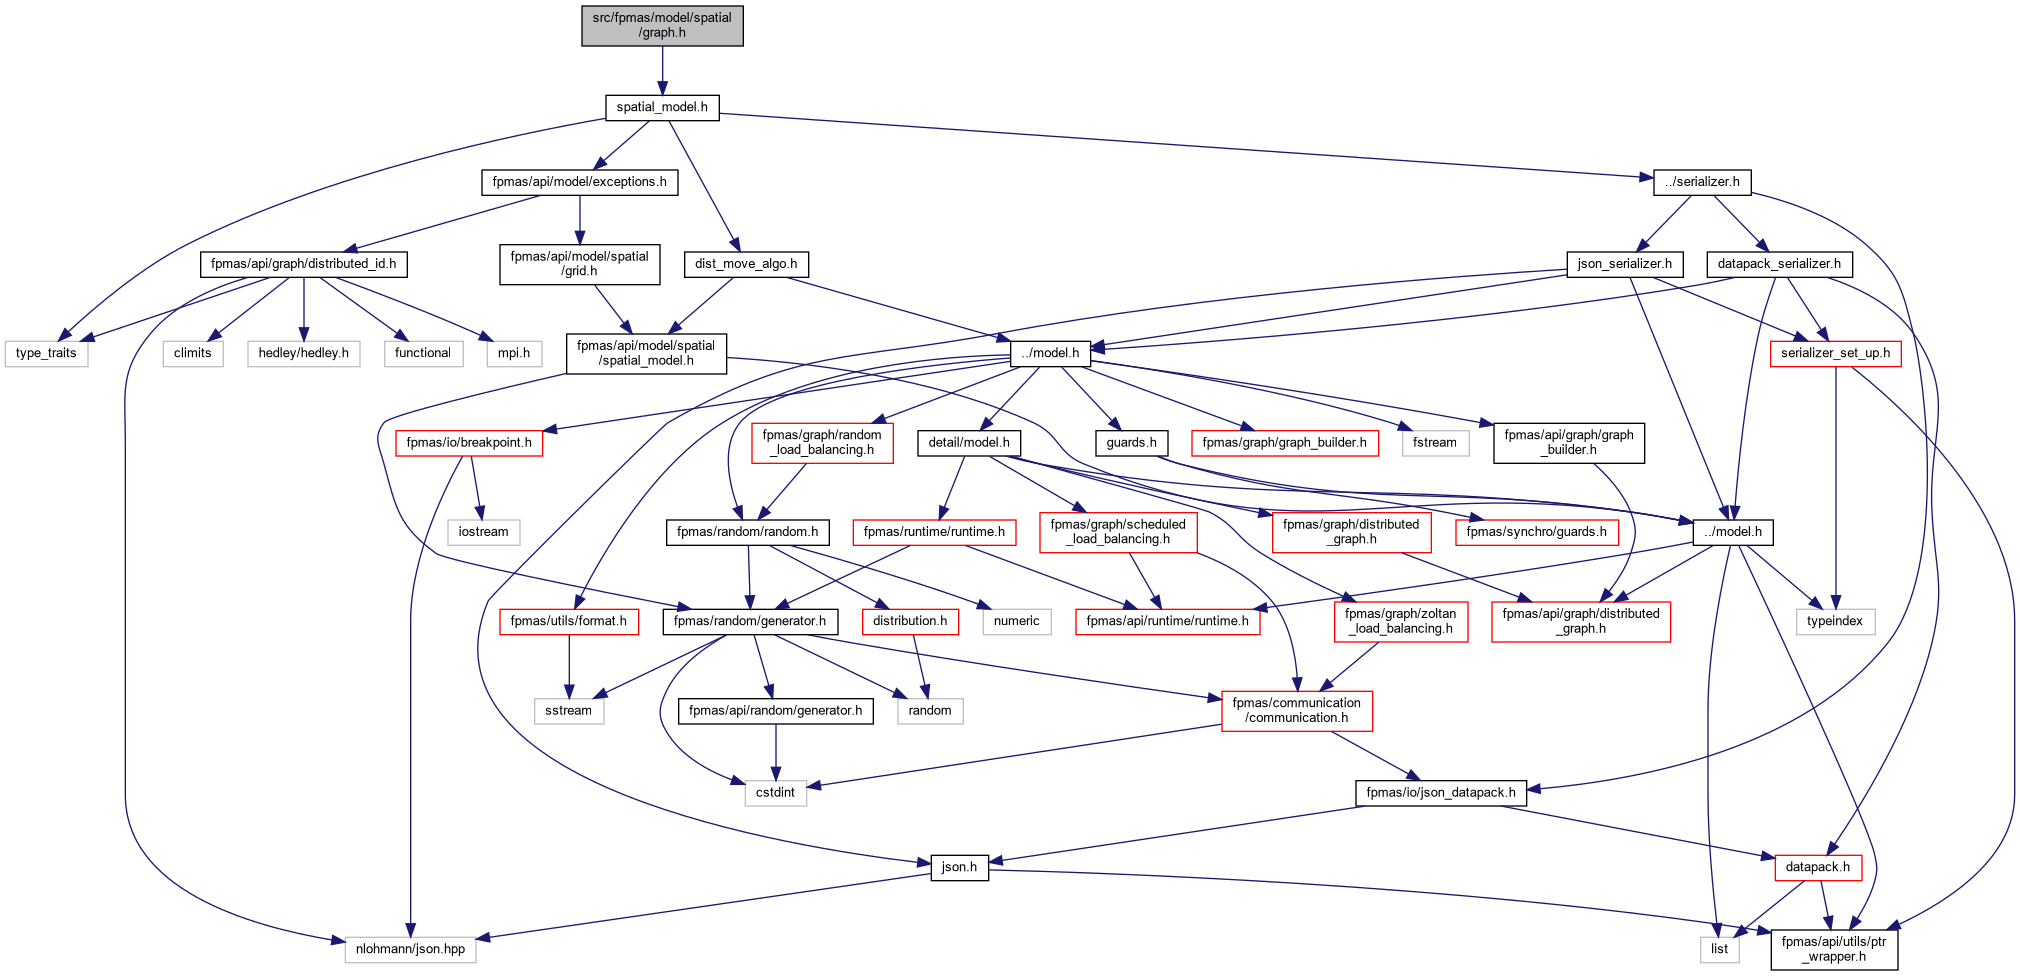 src/fpmas/model/spatial
/graph.h
spatial_model.h
fpmas/api/model/exceptions.h
../serializer.h
fpmas/api/graph/distributed_id.h
fpmas/api/model/spatial
/grid.h
dist_move_algo.h
json_serializer.h
datapack_serializer.h
type_traits
climits
hedley/hedley.h
functional
mpi.h
fpmas/api/model/spatial
/spatial_model.h
../model.h
serializer_set_up.h
fpmas/io/breakpoint.h
fpmas/graph/random
_load_balancing.h
detail/model.h
guards.h
fpmas/graph/graph_builder.h
fstream
fpmas/api/graph/graph
_builder.h
iostream
fpmas/random/random.h
fpmas/runtime/runtime.h
fpmas/graph/scheduled
_load_balancing.h
fpmas/graph/distributed
_graph.h
fpmas/synchro/guards.h
../model.h
fpmas/utils/format.h
fpmas/random/generator.h
distribution.h
numeric
fpmas/api/runtime/runtime.h
fpmas/graph/zoltan
_load_balancing.h
fpmas/api/graph/distributed
_graph.h
typeindex
sstream
fpmas/api/random/generator.h
random
fpmas/communication
/communication.h
cstdint
fpmas/io/json_datapack.h
json.h
datapack.h
nlohmann/json.hpp
list
fpmas/api/utils/ptr
_wrapper.h